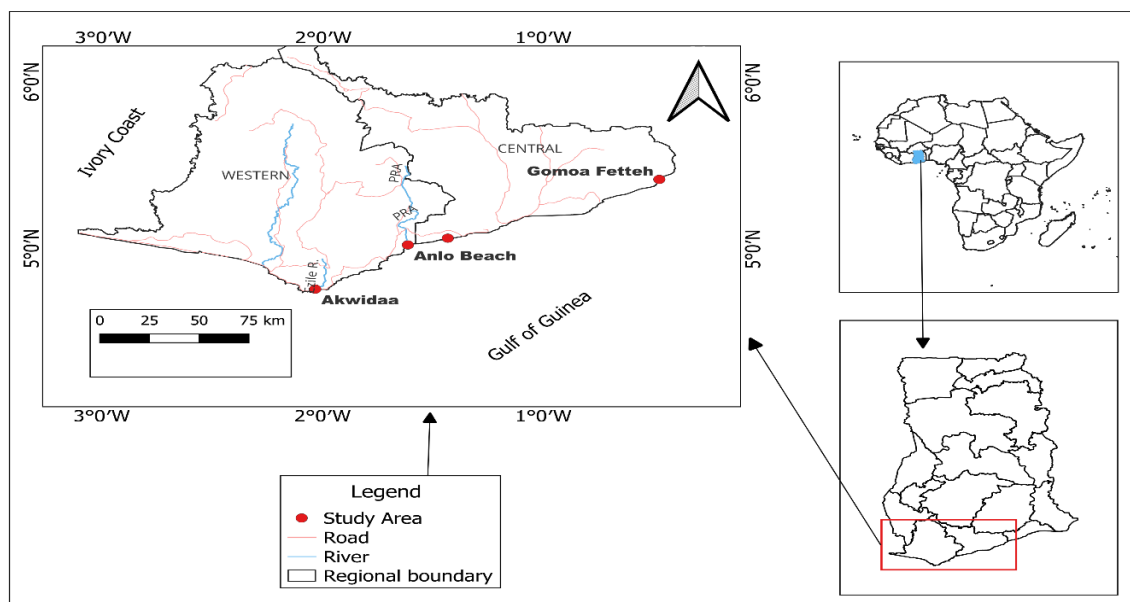 3°0'W 2°0'W 1°0'W
6°0'N
6°0'N
Ivory Coast
CENTRAL
WESTERN
PRA
Gomoa Fetteh
PRA
5°0'N
5°0'N
Anlo Beach
zile R.
Akwidaa
0 25 50 75 km
Gulf of Guinea
3°0'W 2°0'W 1°0'W
Legend
Study Area
Road
River
Regional boundary